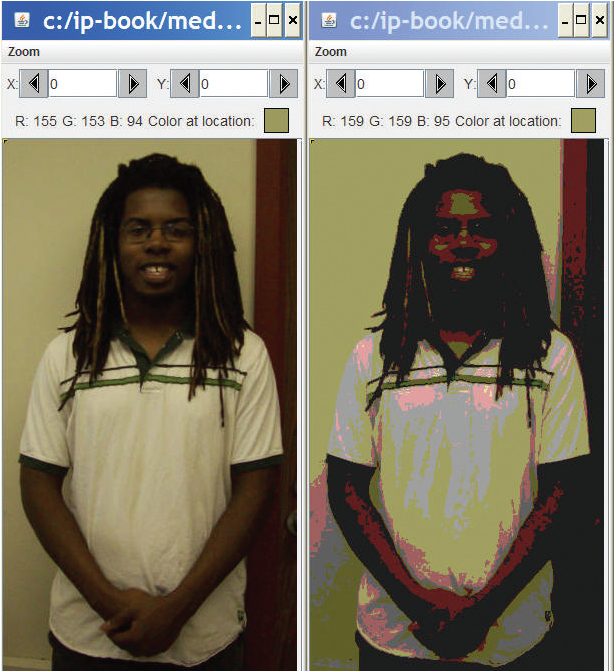 c:/ip-book/med...
Zoom
X: 0 Y: 0
R: 155 G: 153 B: 94 Color at location:
c:/ip-book/med...
Zoom
X: 0 Y: 0
R: 159 G: 159 B: 95 Color at location: